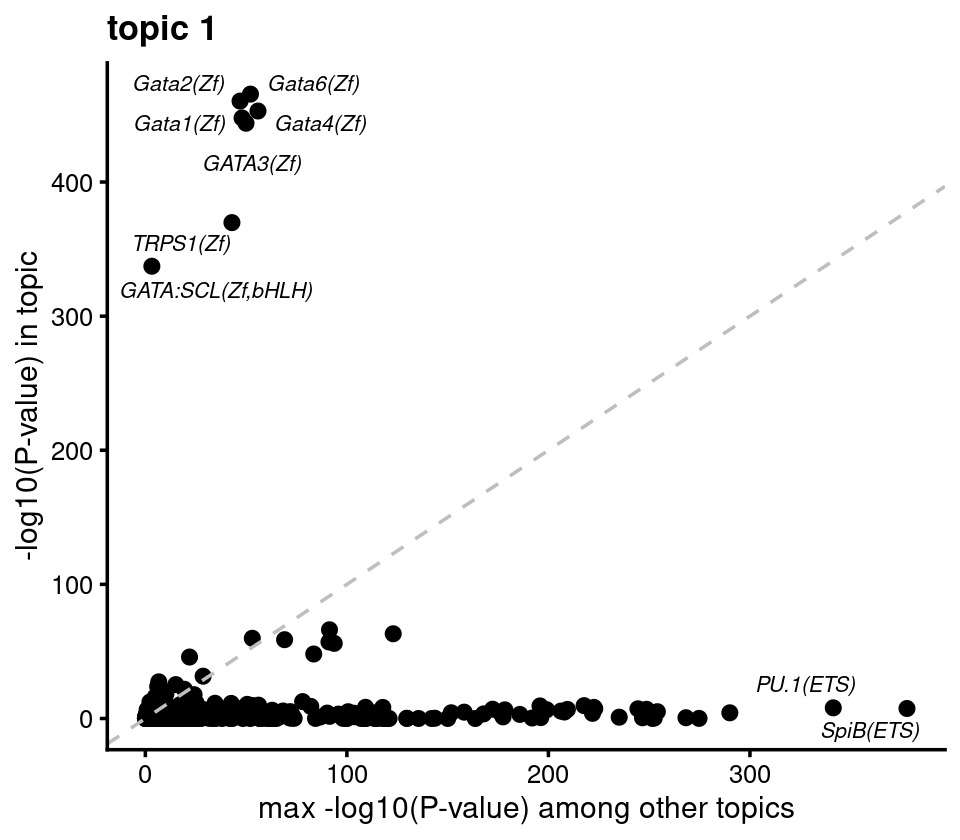 topic 1
Gata2(Zf)
Gata6(Zf)
Gata1(Zf)
Gata4(Zf)
GATA3(Zf)
TRPS1(Zf)
GATA:SCL(Zf,bHLH)
PU.1(ETS)
SpiB(ETS)
-log10(P-value) in topic
400
300
200
100
0
0
100
200
300
max -log10(P-value) among other topics